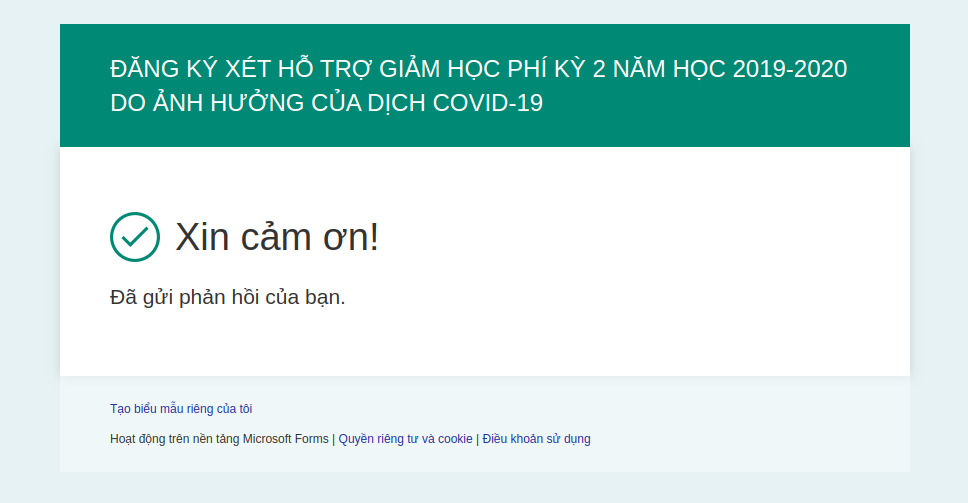 ĐĂNG KÝ XÉT HỖ TRỢ GIẢM HỌC PHÍ KỲ 2 NĂM HỌC 2019-2020
DO ẢNH HƯỞNG CỦA DỊCH COVID-19
Xin cảm ơn!
Đã gửi phản hồi của bạn.
Tạo biểu mẫu riêng của tôi
Hoạt động trên nền tảng Microsoft Forms | Quyền riêng tư và cookie | Điều khoản sử dụng